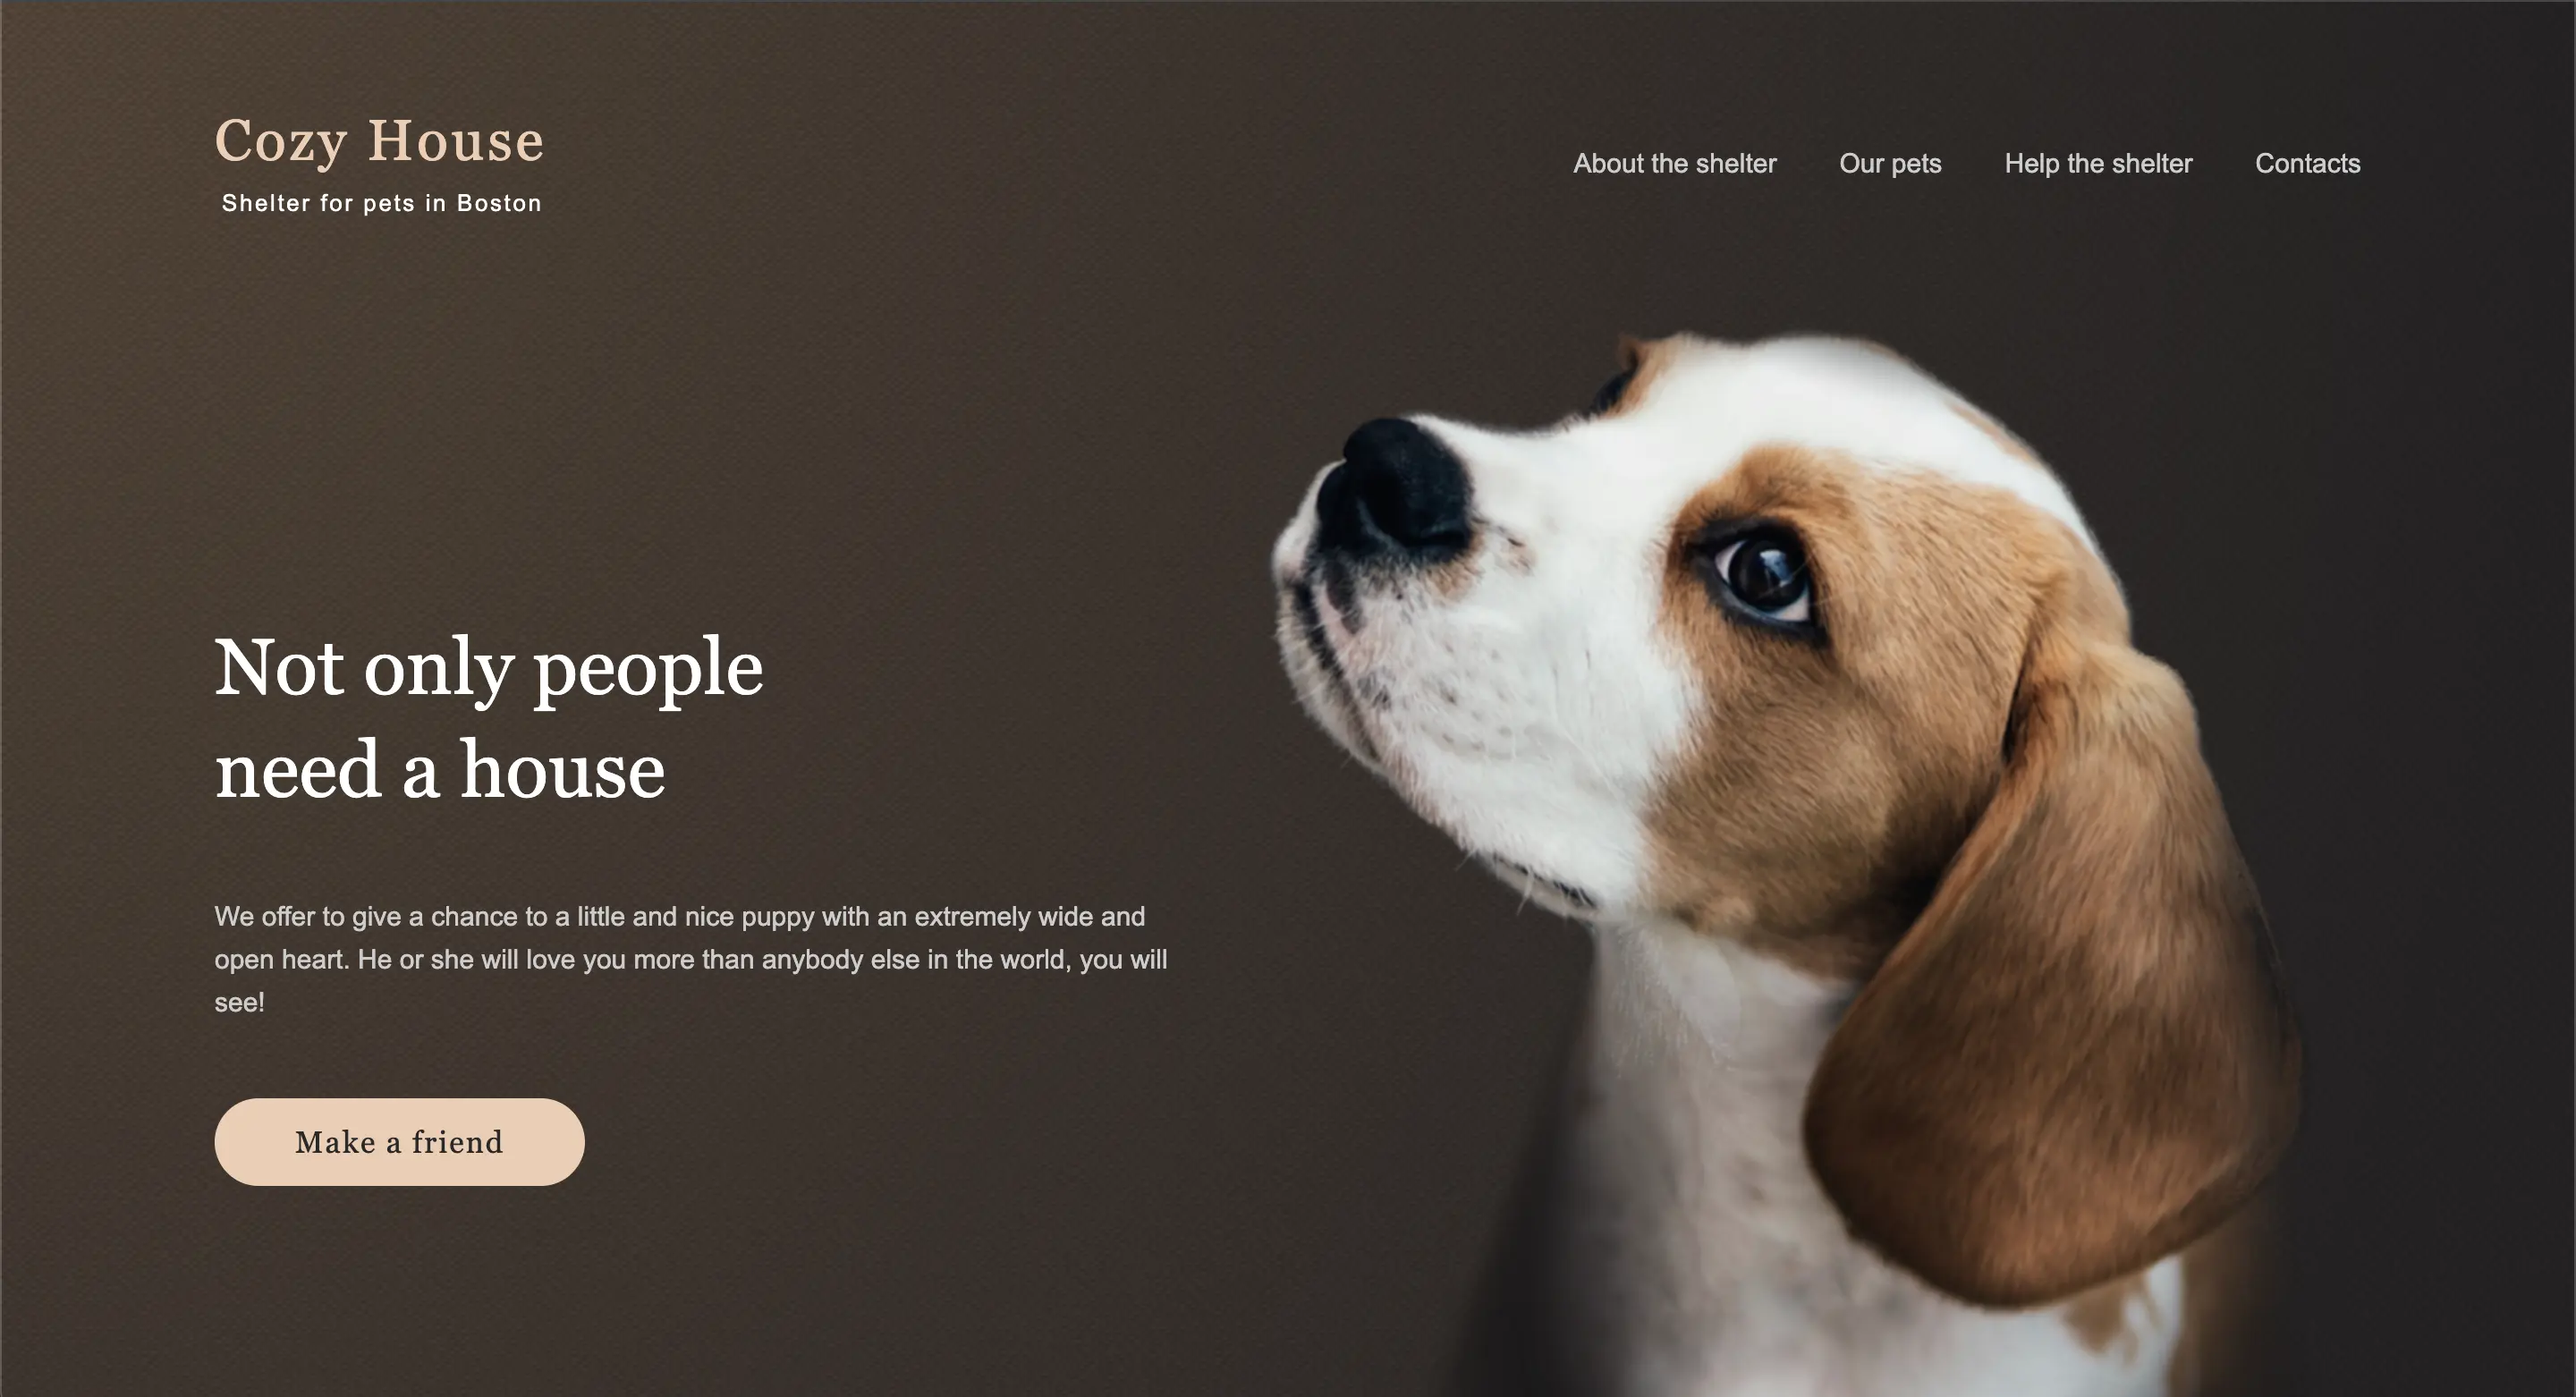 Cozy House
Shelter for pets in Boston
About the shelter Our pets Help the shelter Contacts
Not only people
need a house
We offer to give a chance to a little and nice puppy with an extremely wide and
open heart. He or she will love you more than anybody else in the world, you will
see!
Make a friend